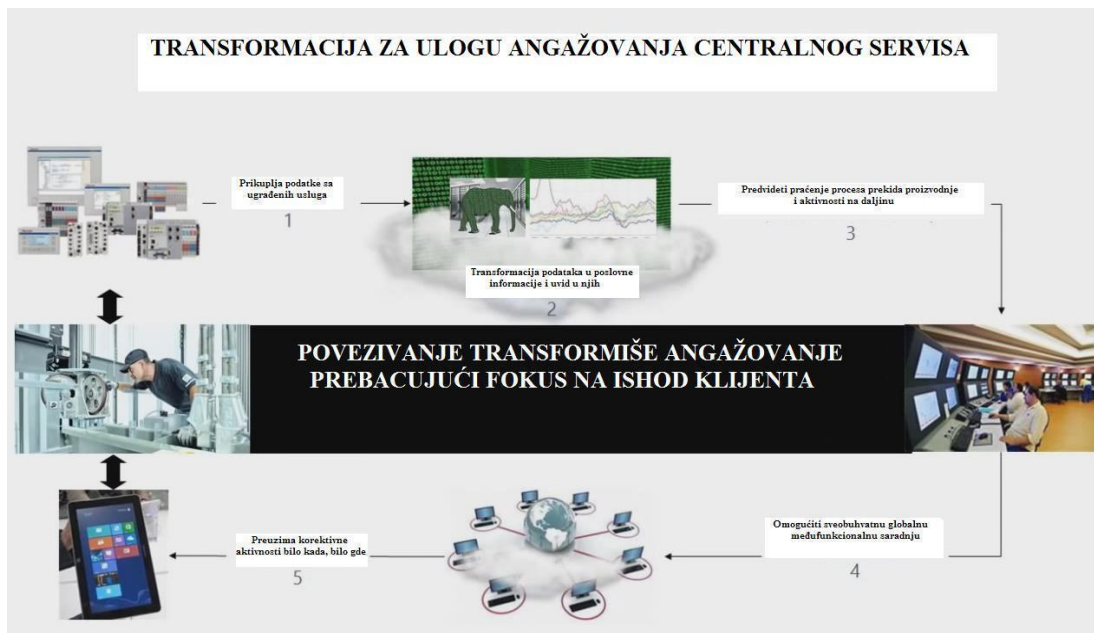 TRANSFORMACIJA ZA ULOGU ANGAŽOVANJA CENTRALNOG SERVISA
Prikuplja podatke sa
ugrađenih usluga
1
Transformacija podataka u poslovne
informacije i uvid u njih
2
Predvideti praćenje procesa prekida proizvodnje
i aktivnosti na daljinu
3
POVEZIVANJE TRANSFORMIŠE ANGAŽOVANJE
PREBACUJUĆI FOKUS NA ISHOD KLIJENTA
Omogućiti sveobuhvatnu globalnu
međufunkcionalnu saradnju
4
Preuzima korektivne
aktivnosti bilo kada, bilo gde
5